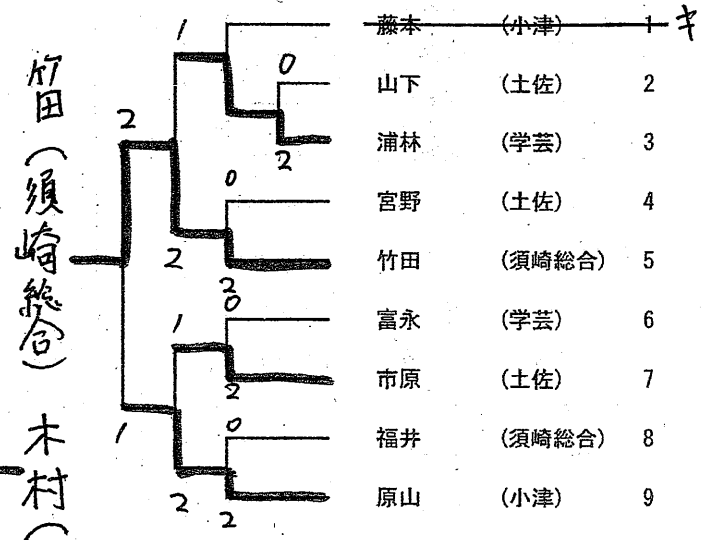 藤本 (小津) 1 キ
山下 (土佐) 2
浦林 (学芸) 3
宮野 (土佐) 4
竹田 (須崎総合) 5
富永 (学芸) 6
市原 (土佐) 7
福井 (須崎総合) 8
原山 (小津) 9
竹田(須崎総合)
木村(
1
0
2
2
0
2
2
0
1
2
0
1
2
2